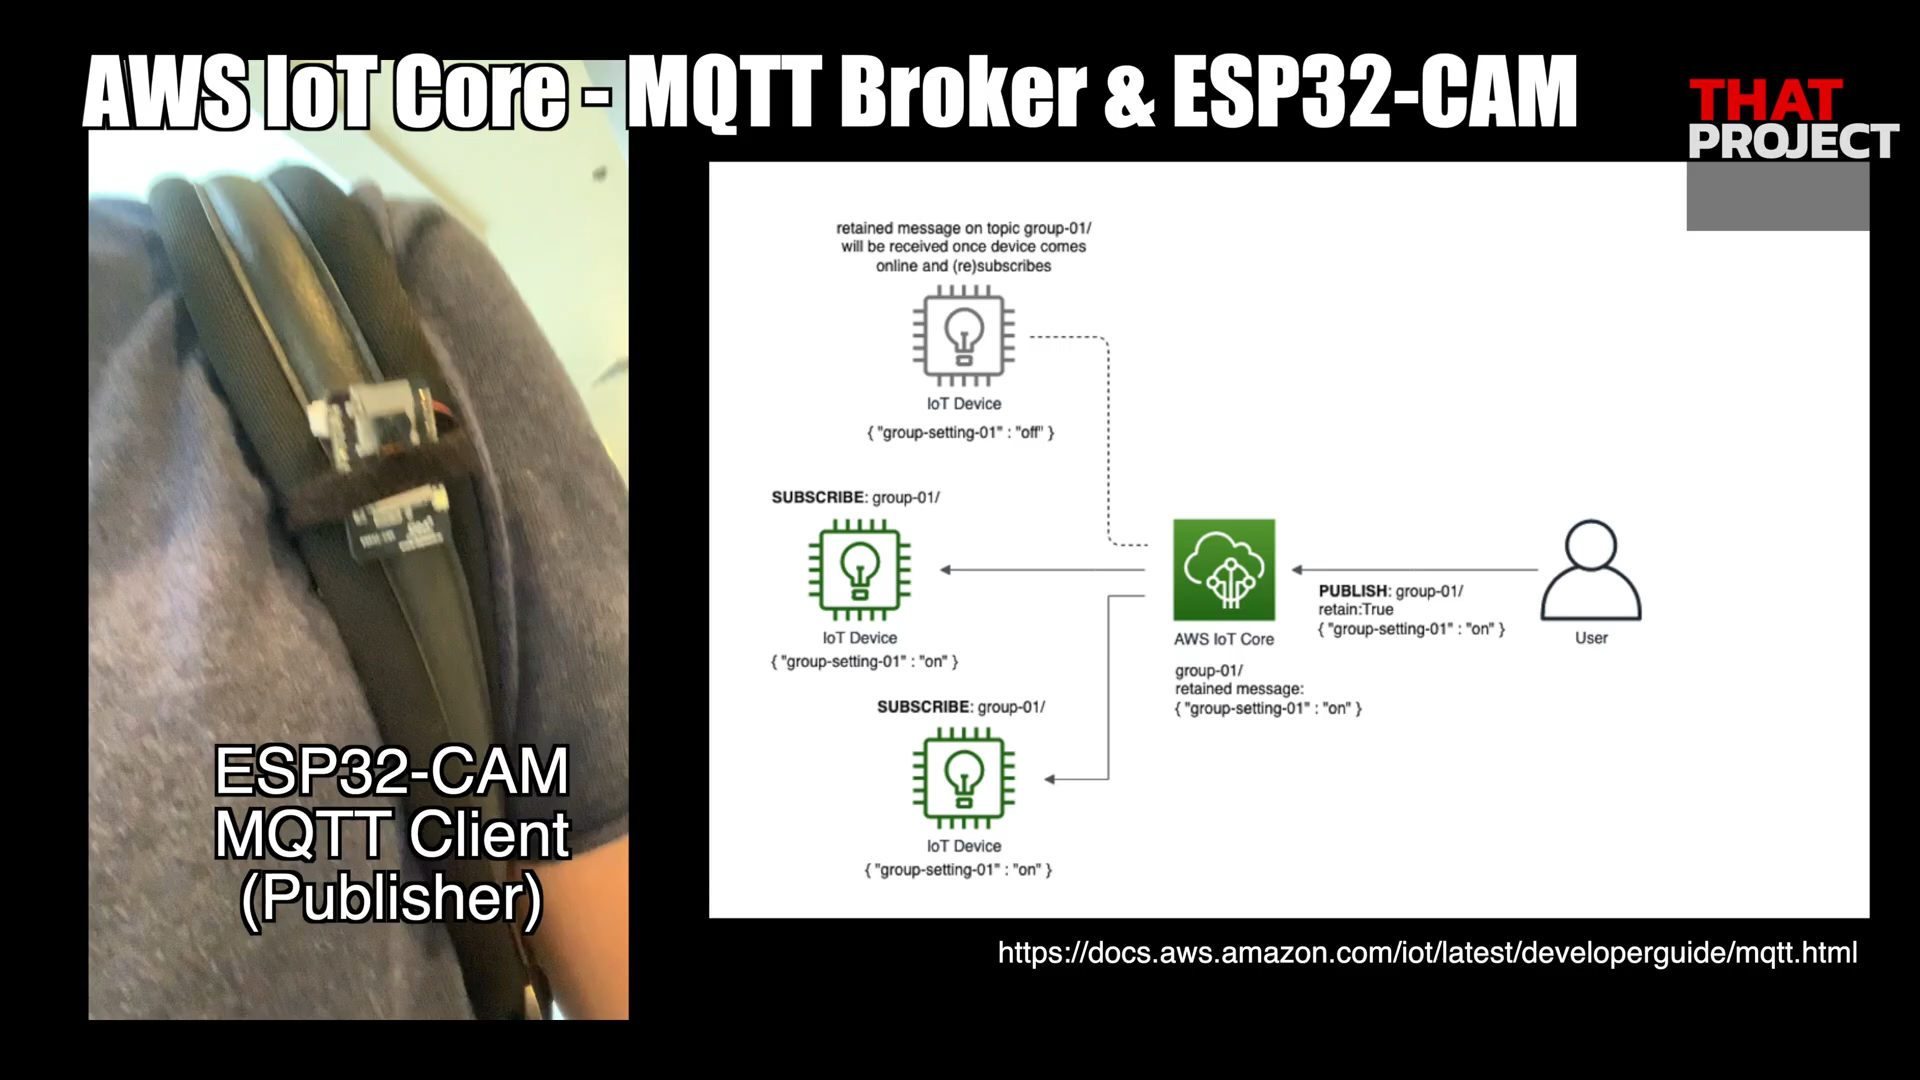 AWS IoT Core - MQTT Broker & ESP32-CAM
THAT
PROJECT
retained message on topic group-01/
will be received once device comes
online and (re)subscribes
IoT Device
{ "group-setting-01" : "off" }
SUBSCRIBE: group-01/
IoT Device
{ "group-setting-01" : "on" }
SUBSCRIBE: group-01/
IoT Device
{ "group-setting-01" : "on" }
AWS IoT Core
group-01/
retained message:
{ "group-setting-01" : "on" }
PUBLISH: group-01/
retain:True
{ "group-setting-01" : "on" }
User
ESP32-CAM
MQTT Client
(Publisher)
https://docs.aws.amazon.com/iot/latest/developerguide/mqtt.html